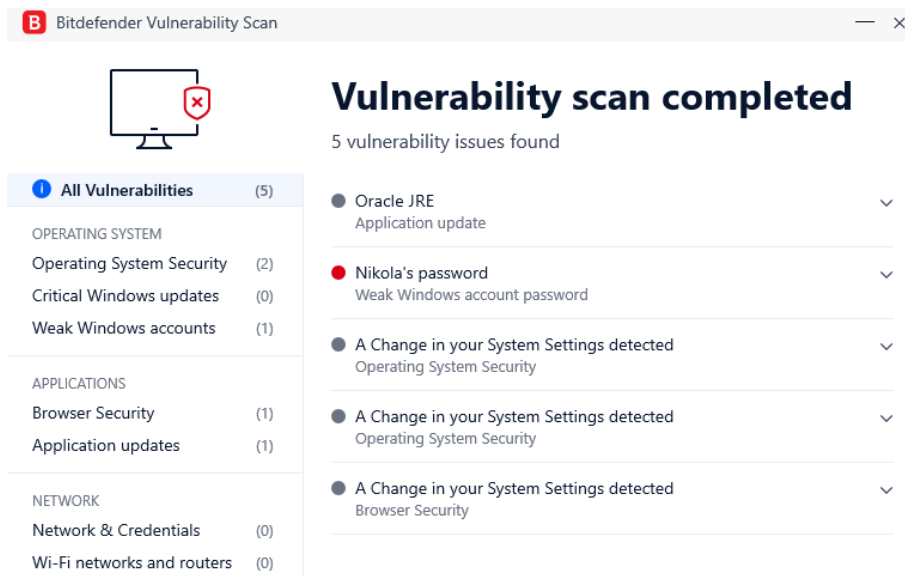 B Bitdefender Vulnerability Scan
Vulnerability scan completed
5 vulnerability issues found
i All Vulnerabilities (5)
OPERATING SYSTEM
Operating System Security (2)
Critical Windows updates (0)
Weak Windows accounts (1)
APPLICATIONS
Browser Security (1)
Application updates (1)
NETWORK
Network & Credentials (0)
Wi-Fi networks and routers (0)
Oracle JRE
Application update
Nikola's password
Weak Windows account password
A Change in your System Settings detected
Operating System Security
A Change in your System Settings detected
Operating System Security
A Change in your System Settings detected
Browser Security